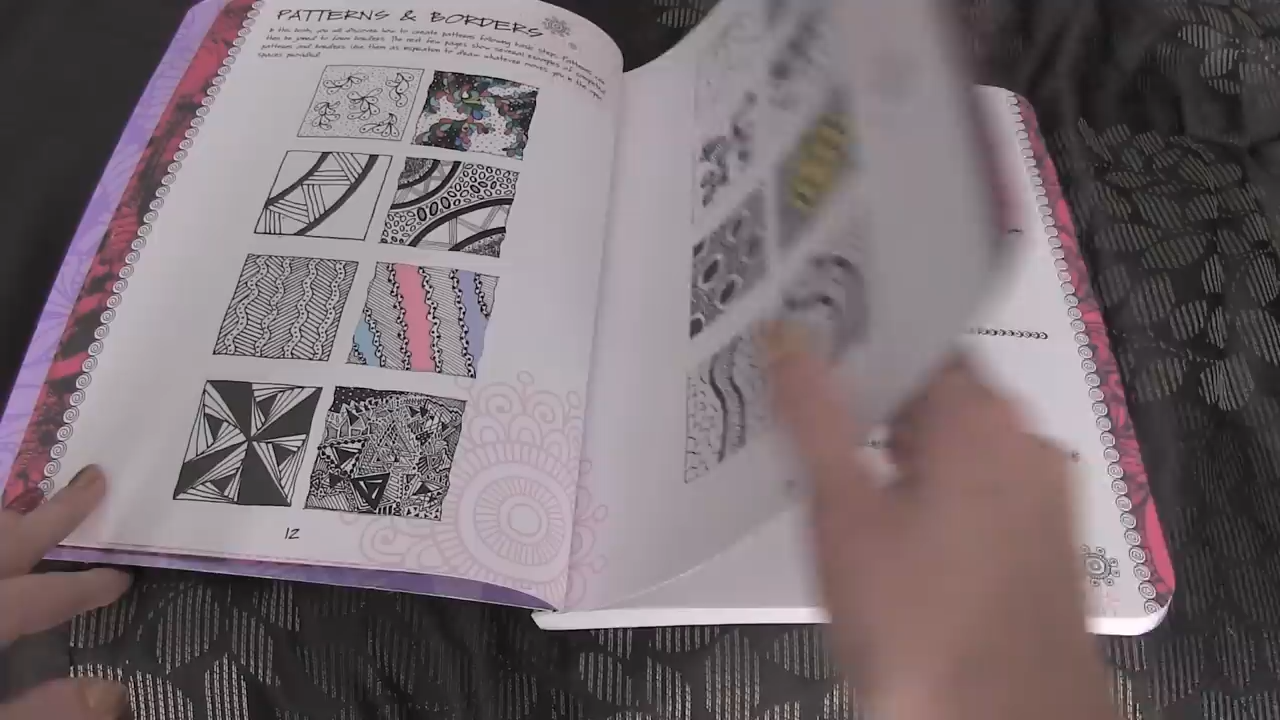 PATTERNS & BORDERS
In this book, you will discover how to create patterns following basic steps. Patterns can
then be used to form borders. The next few pages show several examples of completed
patterns and borders. Use them as inspiration to draw whatever moves you in the open
spaces provided!
12